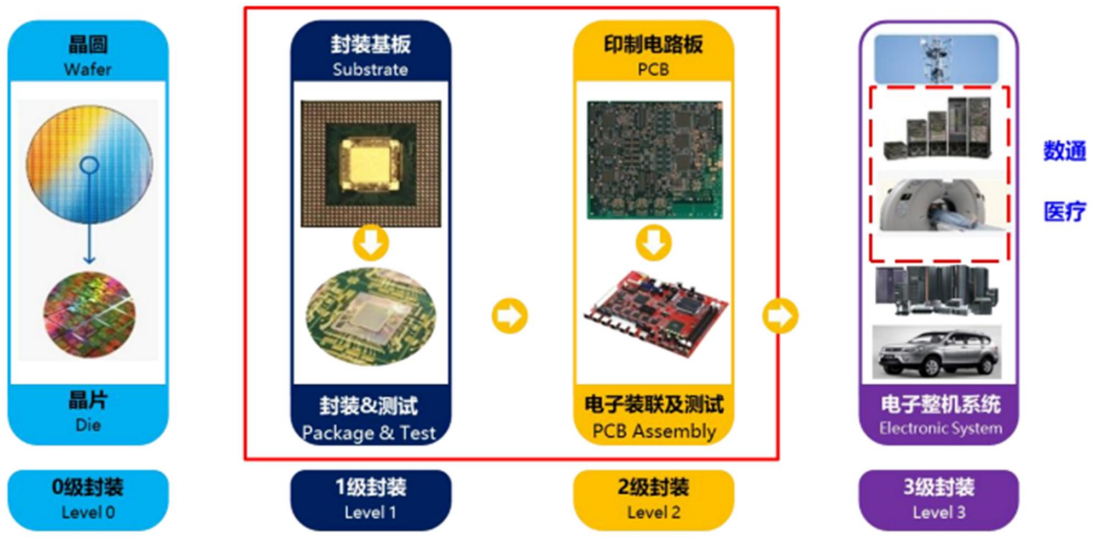 晶圆
Wafer
晶片
Die
0级封装
Level 0
封装基板
Substrate
封装&测试
Package & Test
1级封装
Level 1
印制电路板
PCB
电子装联及测试
PCB Assembly
2级封装
Level 2
电子整机系统
Electronic System
3级封装
Level 3
数通
医疗